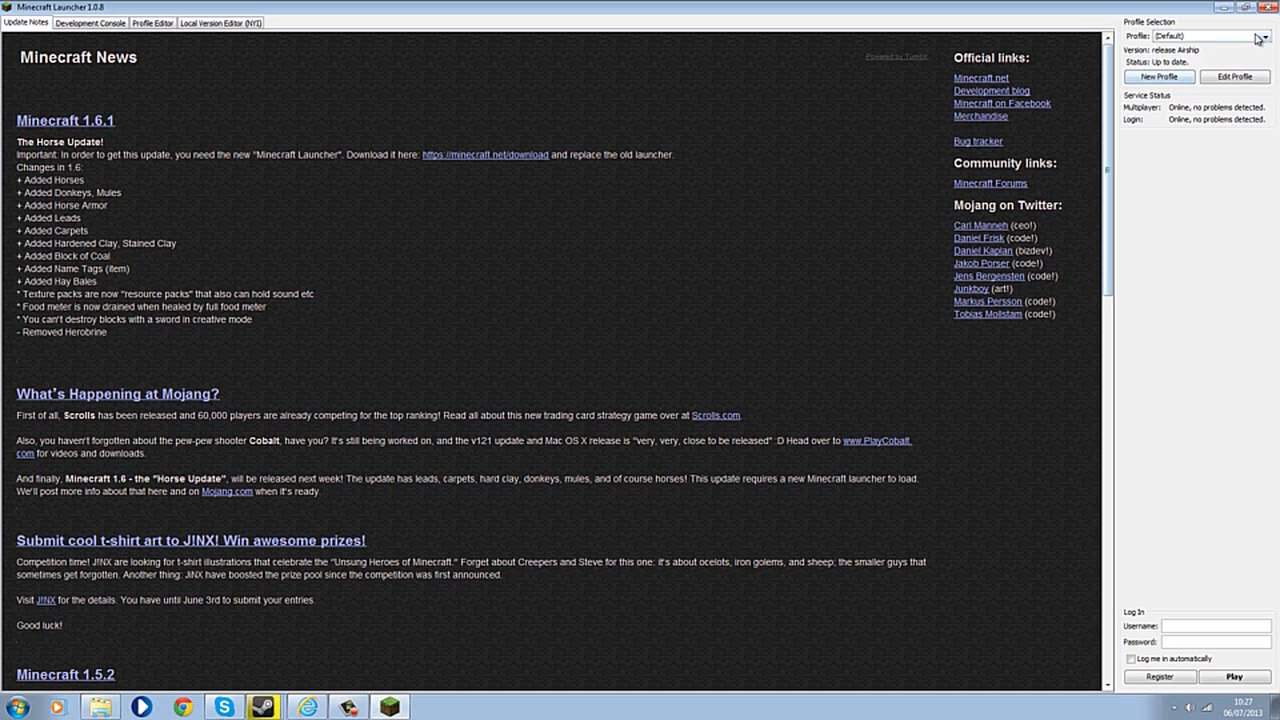 Minecraft Launcher 1.0.8
Update Notes
Development Console
Profile Editor
Local Version Editor (NYI)
Minecraft News
Powered by Tumblr
Minecraft 1.6.1
The Horse Update!
Important: In order to get this update, you need the new "Minecraft Launcher". Download it here: https://minecraft.net/download and replace the old launcher.
Changes in 1.6:
+ Added Horses
+ Added Donkeys, Mules
+ Added Horse Armor
+ Added Leads
+ Added Carpets
+ Added Hardened Clay, Stained Clay
+ Added Block of Coal
+ Added Name Tags (item)
+ Added Hay Bales
* Texture packs are now "resource packs" that also can hold sound etc
* Food meter is now drained when healed by full food meter
* You can't destroy blocks with a sword in creative mode
- Removed Herobrine
What's Happening at Mojang?
First of all, Scrolls has been released and 60,000 players are already competing for the top ranking! Read all about this new trading card strategy game over at Scrolls.com.
Also, you haven't forgotten about the pew-pew shooter Cobalt, have you? It's still being worked on, and the v121 update and Mac OS X release is "very, very, close to be released" :D Head over to www.PlayCobalt.
com for videos and downloads.
And finally, Minecraft 1.6 - the "Horse Update", will be released next week! The update has leads, carpets, hard clay, donkeys, mules, and of course horses! This update requires a new Minecraft launcher to load.
We'll post more info about that here and on Mojang.com when it's ready.
Submit cool t-shirt art to J!NX! Win awesome prizes!
Competition time! J!NX are looking for t-shirt illustrations that celebrate the "Unsung Heroes of Minecraft." Forget about Creepers and Steve for this one: it's about ocelots, iron golems, and sheep; the smaller guys that
sometimes get forgotten. Another thing: JiNX have boosted the prize pool since the competition was first announced.
Visit J!NX for the details. You have until June 3rd to submit your entries.
Good luck!
Minecraft 1.5.2
Official links:
Minecraft.net
Development blog
Minecraft on Facebook
Merchandise
Bug tracker
Community links:
Minecraft Forums
Mojang on Twitter:
Carl Manneh (ceo!)
Daniel Frisk (code!)
Daniel Kaplan (bizdev!)
Jakob Porser (code!)
Jens Bergensten (code!)
Junkboy (art!)
Markus Persson (code!)
Tobias Mollstam (code!)
Profile Selection
Profile: (Default)
Version: release Airship
Status: Up to date.
New Profile
Edit Profile
Service Status
Multiplayer: Online, no problems detected.
Login: Online, no problems detected.
Log In
Username:
Password:
Log me in automatically
Register
Play
10:27
06/07/2013